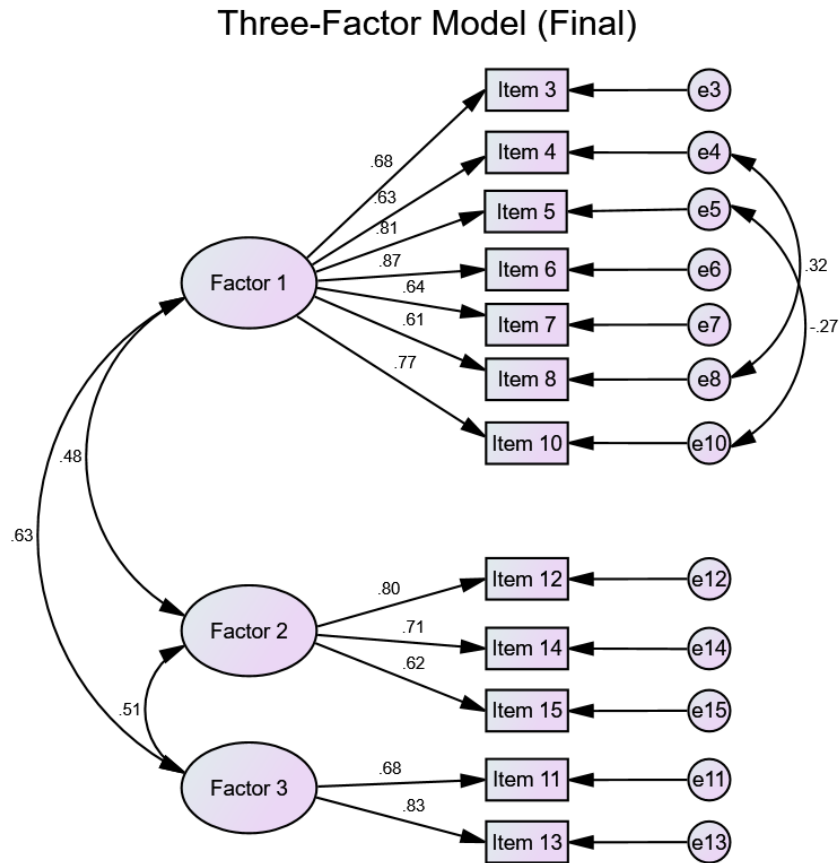 Three-Factor Model (Final)
Item 3
e3
.68
Item 4
e4
.63
Item 5
e5
.81
Item 6
e6
.87
Factor 1
.32
.64
Item 7
e7
-.27
.61
Item 8
e8
.77
Item 10
e10
.48
.63
Item 12
e12
.80
Factor 2
.71
Item 14
e14
.62
Item 15
e15
.51
.68
Item 11
e11
Factor 3
.83
Item 13
e13